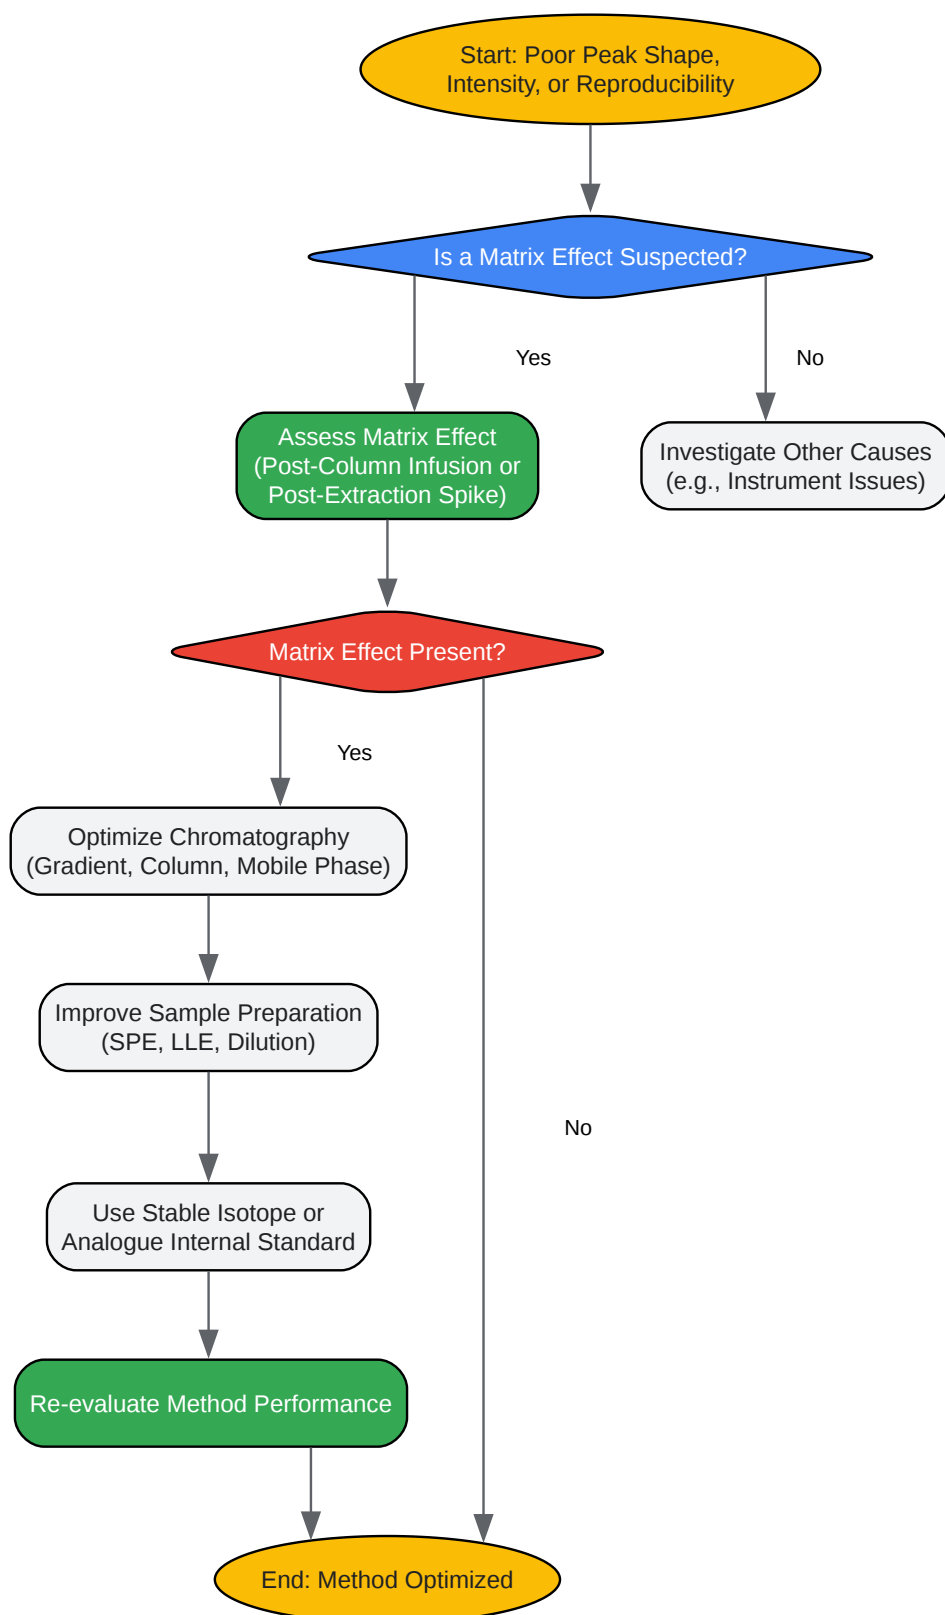 Start: Poor Peak Shape,
Intensity, or Reproducibility
Is a Matrix Effect Suspected?
Yes
No
Assess Matrix Effect
(Post-Column Infusion or
Post-Extraction Spike)
Investigate Other Causes
(e.g., Instrument Issues)
Matrix Effect Present?
Yes
Optimize Chromatography
(Gradient, Column, Mobile Phase)
Improve Sample Preparation
(SPE, LLE, Dilution)
No
Use Stable Isotope or
Analogue Internal Standard
Re-evaluate Method Performance
End: Method Optimized